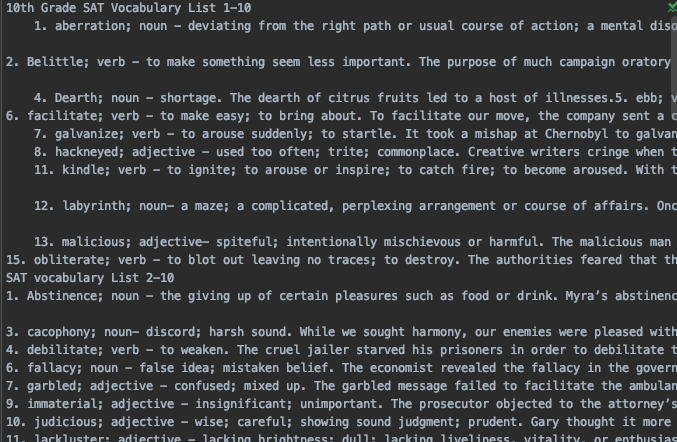 10th Grade SAT Vocabulary List 1-10
1. aberration; noun - deviating from the right path or usual course of action; a mental
2. Belittle; verb - to make something seem less important. The purpose of much campaign oratory
4. Dearth; noun - shortage. The dearth of citrus fruits led to a host of illnesses.5. ebb;
6. facilitate; verb - to make easy; to bring about. To facilitate our move, the company sent a
7. galvanize; verb - to arouse suddenly; to startle. It took a mishap at Chernobyl to
8. hackneyed; adjective - used too often; trite; commonplace. Creative writers cringe when
11. kindle; verb - to ignite; to arouse or inspire; to catch fire; to become aroused. With
12. labyrinth; noun- a maze; a complicated, perplexing arrangement or course of affairs.
13. malicious; adjective- spiteful; intentionally mischievous or harmful. The malicious man
15. obliterate; verb - to blot out leaving no traces; to destroy. The authorities feared that
SAT vocabulary List 2-10
1. Abstinence; noun - the giving up of certain pleasures such as food or drink. Myra's
3. cacophony; noun- discord; harsh sound. While we sought harmony, our enemies were pleased with
4. debilitate; verb - to weaken. The cruel jailer starved his prisoners in order to debilitate
6. fallacy; noun - false idea; mistaken belief. The economist revealed the fallacy in the
7. garbled; adjective - confused; mixed up. The garbled message failed to facilitate the
9. immaterial; adjective - insignificant; unimportant. The prosecutor objected to the attorney's
10. judicious; adjective - wise; careful; showing sound judgment; prudent. Gary thought it more
11. lackluster; adjective - lacking brightness; dull; lacking liveliness, vitality, or